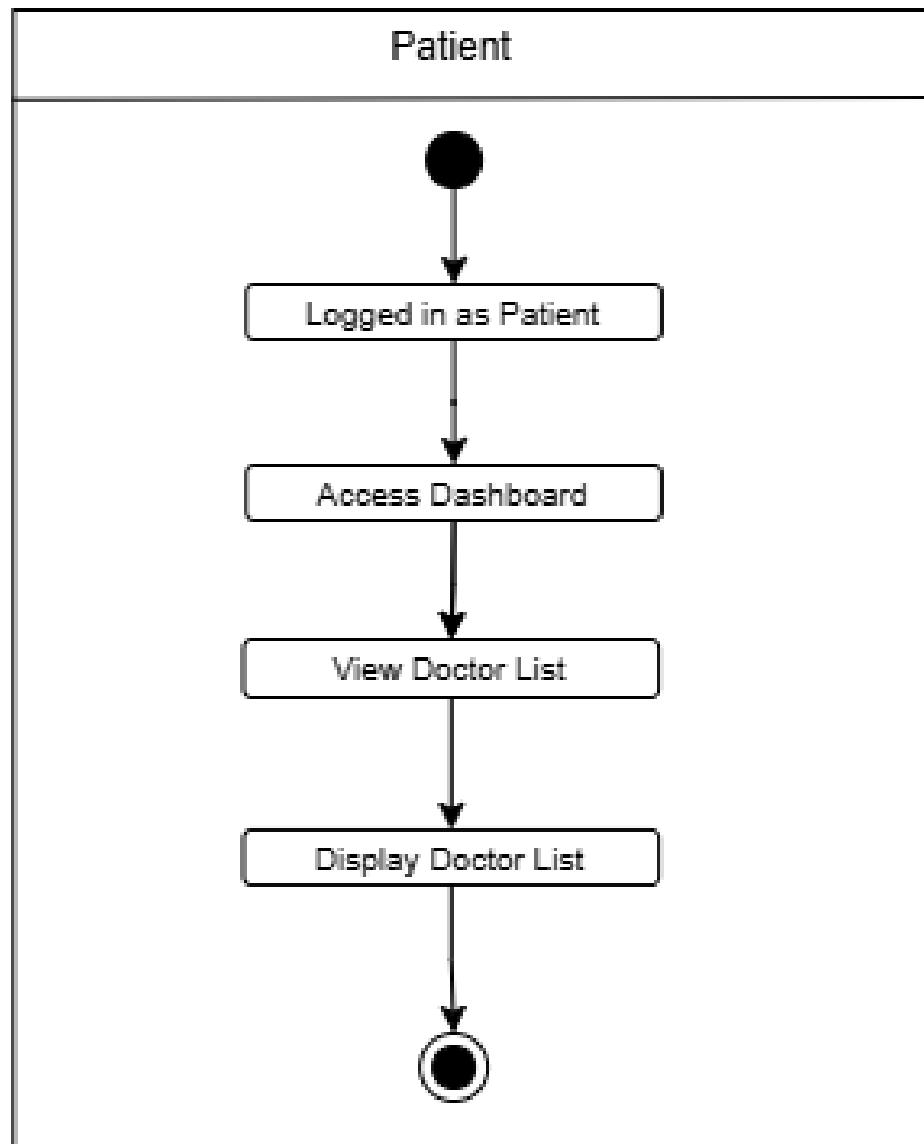 Patient
Logged in as Patient
Access Dashboard
View Doctor List
Display Doctor List